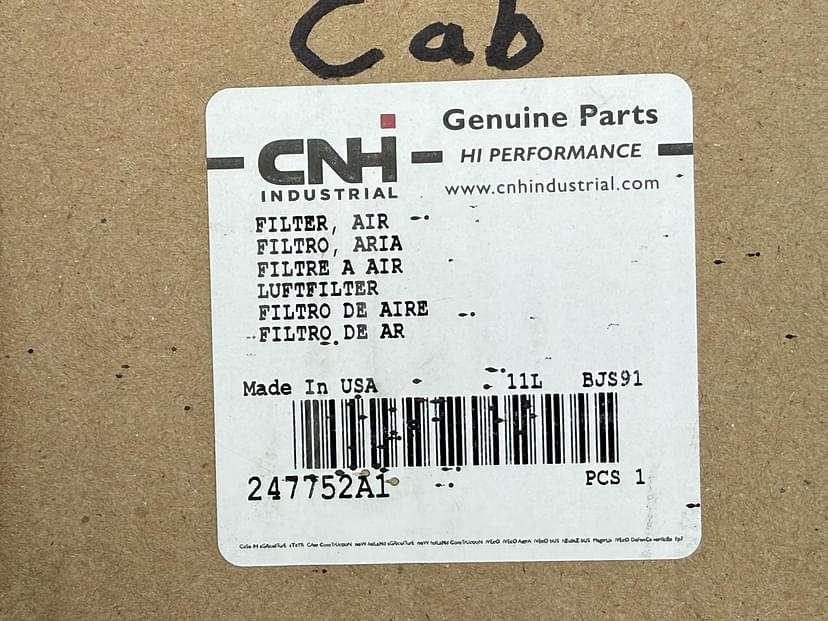 Cab
Genuine Parts
CNH
HI PERFORMANCE
INDUSTRIAL
www.cnhindustrial.com
FILTER, AIR
FILTRO, ARIA
FILTRE A AIR
LUFTFILTER
FILTRO DE AIRE
FILTRO DE AR
Made In USA 11L BJS91
247752A1 PCS 1